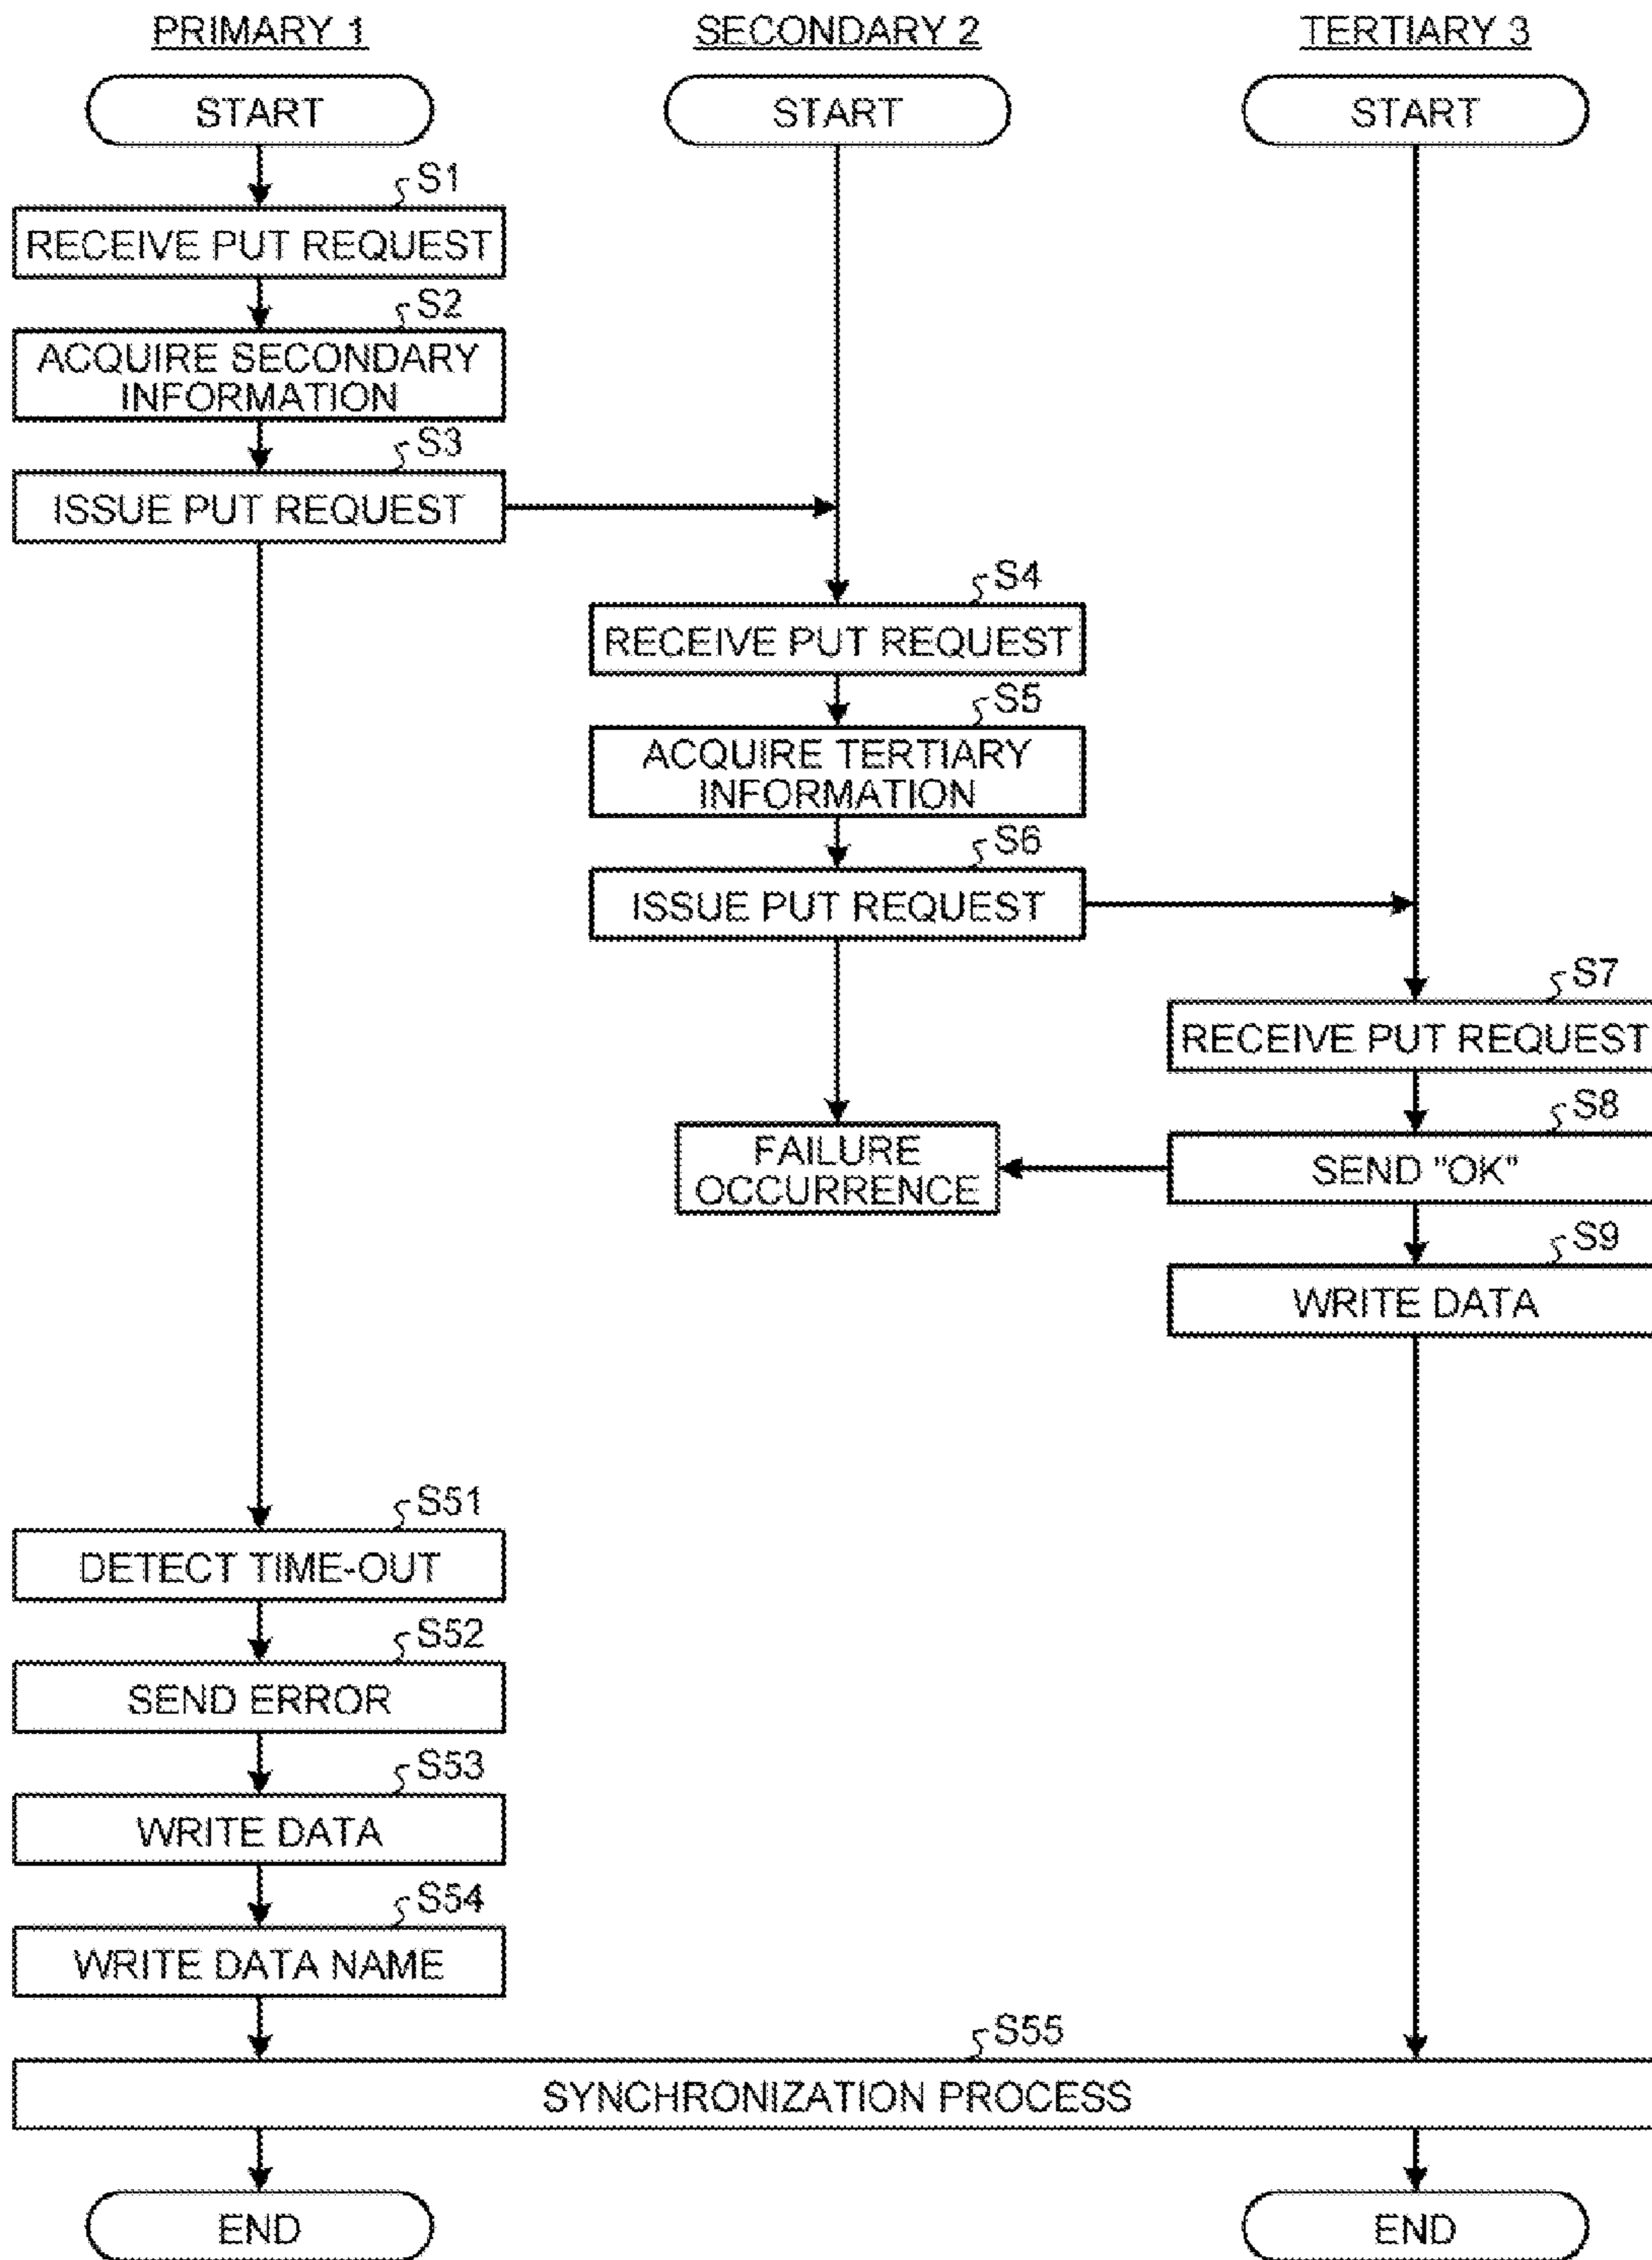 PRIMARY 1
SECONDARY 2
TERTIARY 3
START
START
START
S1
RECEIVE PUT REQUEST
S2
ACQUIRE SECONDARY
INFORMATION
S3
ISSUE PUT REQUEST
S4
RECEIVE PUT REQUEST
S5
ACQUIRE TERTIARY
INFORMATION
S6
ISSUE PUT REQUEST
S7
RECEIVE PUT REQUEST
S8
FAILURE
OCCURRENCE
SEND "OK"
S9
WRITE DATA
S51
DETECT TIME-OUT
S52
SEND ERROR
S53
WRITE DATA
S54
WRITE DATA NAME
S55
SYNCHRONIZATION PROCESS
END
END